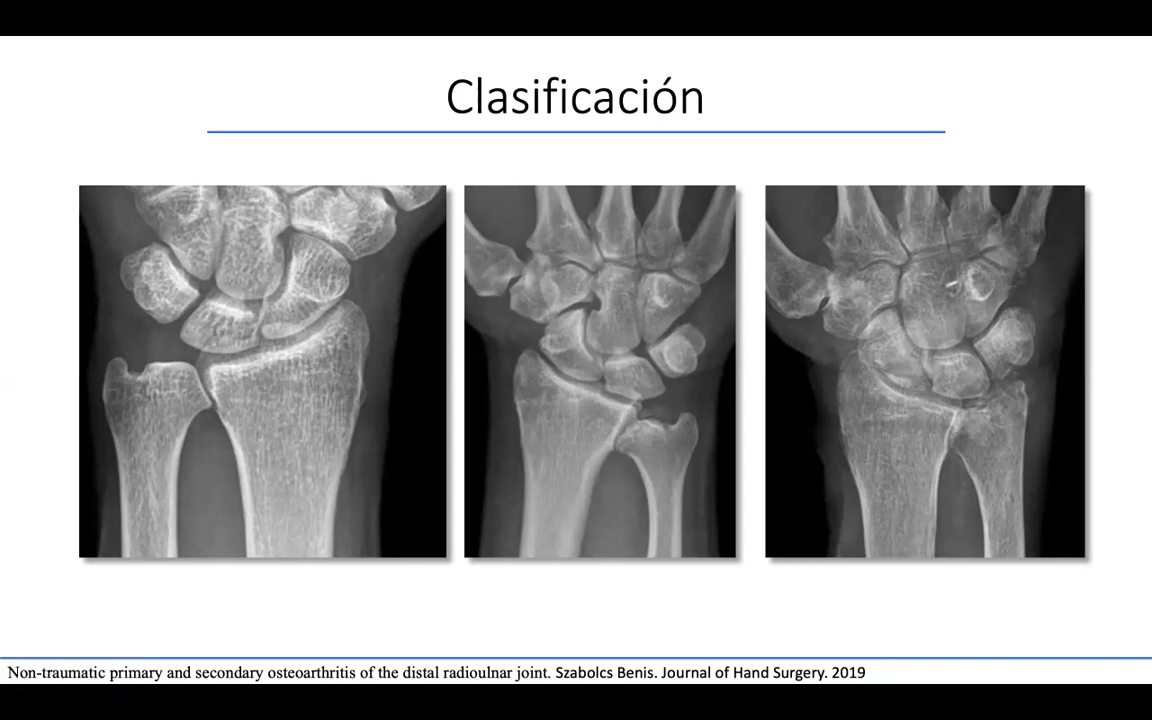 Clasificación
Non-traumatic primary and secondary osteoarthritis of the distal radioulnar joint. Szabolcs Benis. Journal of Hand Surgery. 2019